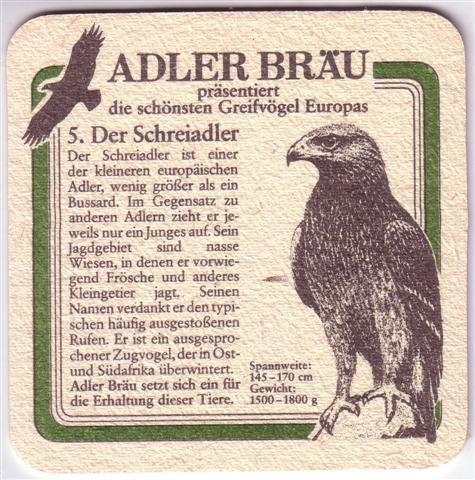 ADLER BRÄU
präsentiert
die schönsten Greifvögel Europas
5. Der Schreiadler
Der Schreiadler ist einer
der kleineren europäischen
Adler, wenig größer als ein
Bussard. Im Gegensatz zu
anderen Adlern zieht er je-
weils nur ein Junges auf. Sein
Jagdgebiet sind nasse
Wiesen, in denen er vorwie-
gend Frösche und anderes
Kleingetier jagt. Seinen
Namen verdankt er den typi-
schen häufig ausgestoßenen
Rufen. Er ist ein ausgespro-
chener Zugvogel, der in Ost-
und Südafrika überwintert.
Adler Bräu setzt sich ein für
die Erhaltung dieser Tiere.
Spannweite:
145–170 cm
Gewicht:
1500–1800 g